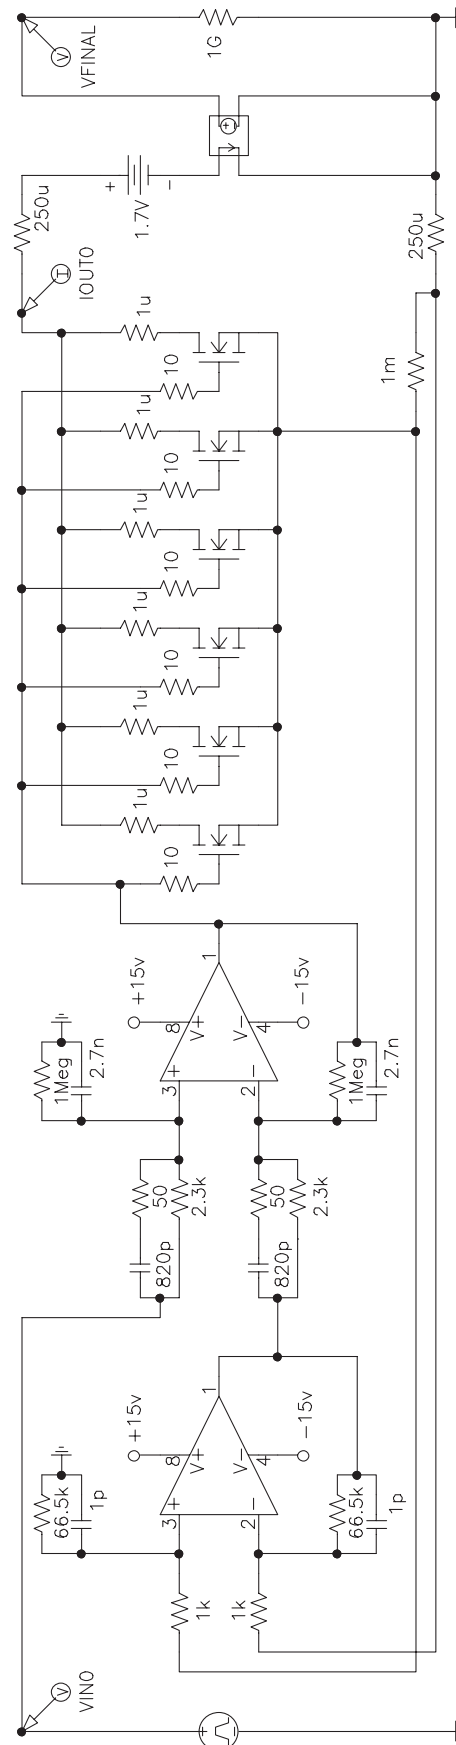 V
VFINAL
1G
+
-
1.7V
250u
250u
I
IOUT0
1m
1u
10
1u
10
1u
10
1u
10
1u
10
1u
10
1
+15v
8
V+
V-
4
-15v
3
+
2
-
1Meg
2.7n
1Meg
2.7n
50
2.3k
820p
50
2.3k
820p
1
+15v
8
V+
V-
4
-15v
3
+
2
-
66.5k
1p
66.5k
1p
1k
1k
V
VIN0
+
-